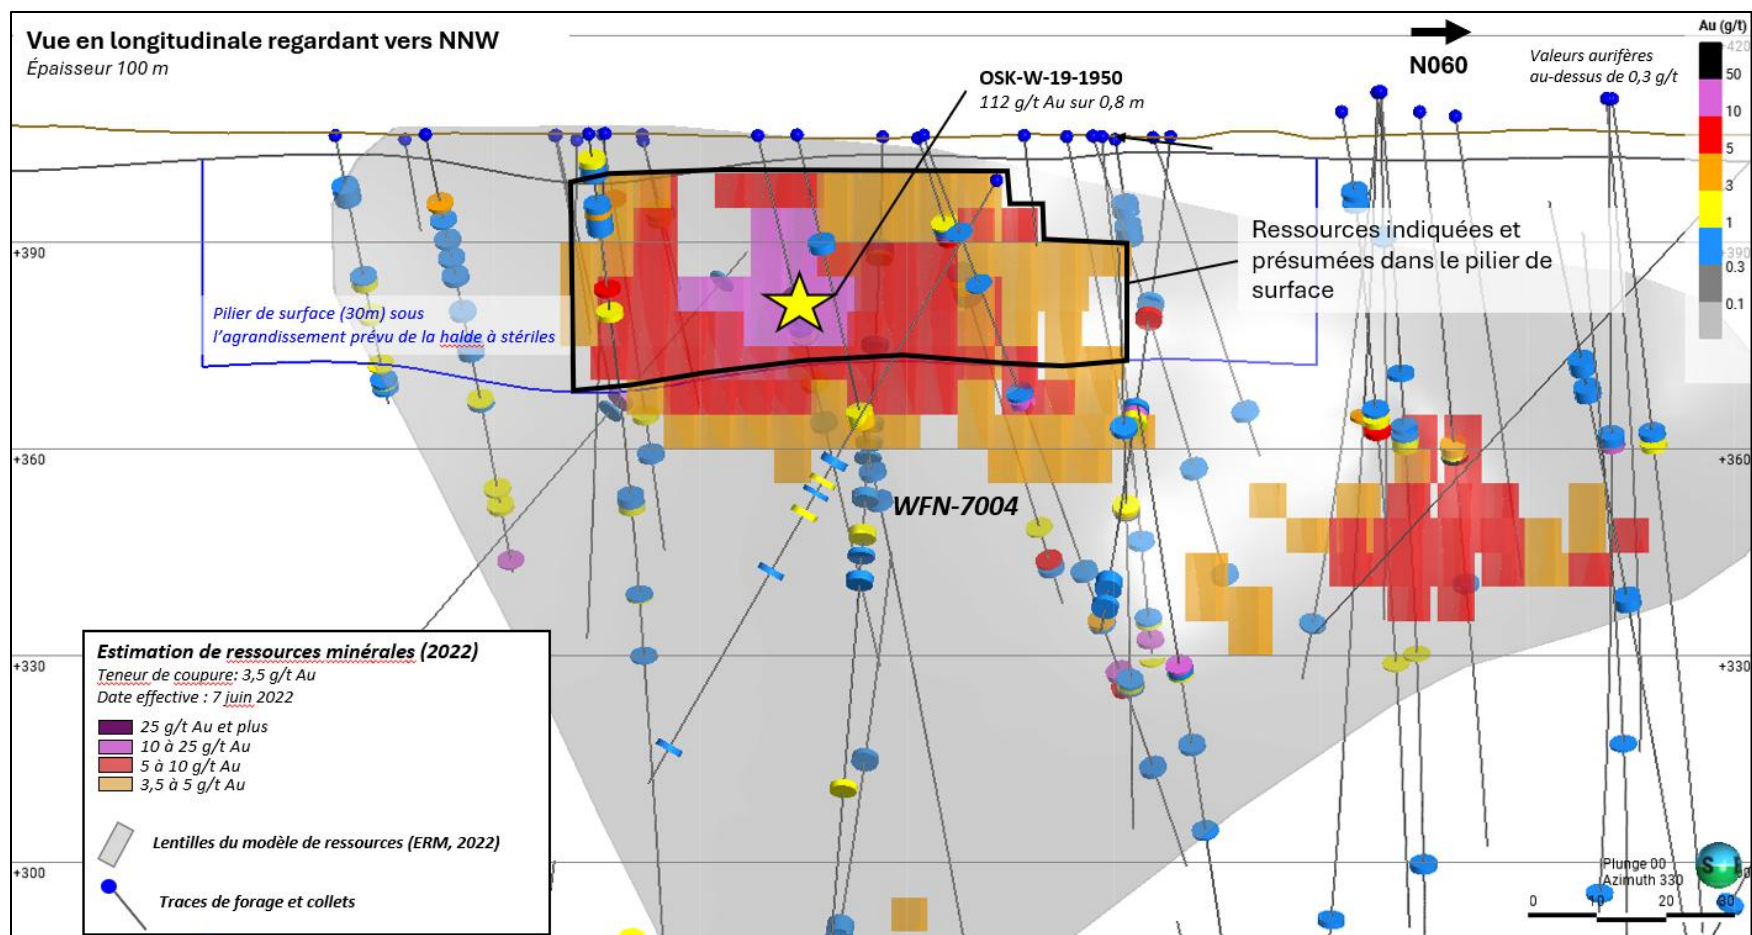 Vue en longitudinale regardant vers NNW
Épaisseur 100 m
OSK-W-19-1950
112 g/t Au sur 0,8 m
N060
Valeurs aurifères
au-dessus de 0,3 g/t
Au (g/t)
50
10
5
3
1
0.3
0.1
+420
+390
+390
Ressources indiquées et
présumées dans le pilier de
surface
Pilier de surface (30m) sous
l'agrandissement prévu de la halde à stériles
+360
+360
WFN-7004
+330
+330
+300
Estimation de ressources minérales (2022)
Teneur de coupure: 3,5 g/t Au
Date effective : 7 juin 2022
25 g/t Au et plus
10 à 25 g/t Au
5 à 10 g/t Au
3,5 à 5 g/t Au
Lentilles du modèle de ressources (ERM, 2022)
Traces de forage et collets
Plunge 00
Azimuth 330
0 10 20 30
S